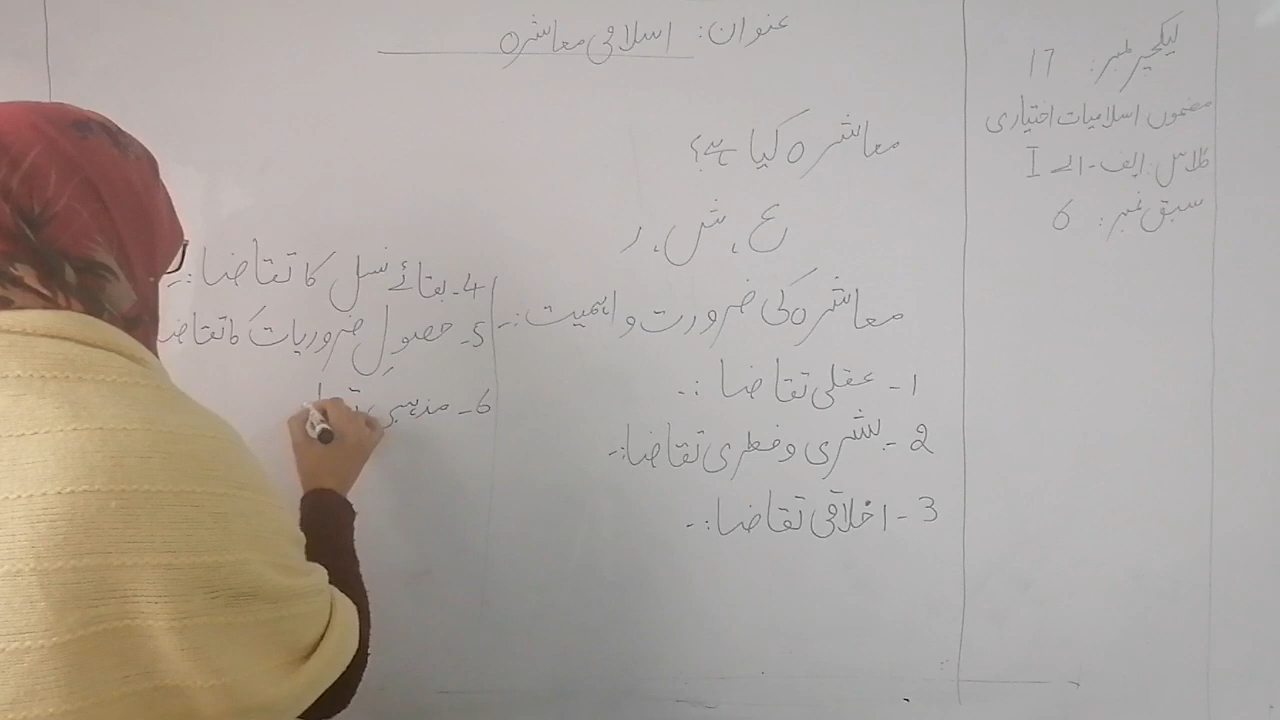 عنوان: اسلامی معاشرہ
لیکچر نمبر: 17
مضمون اسلامیات اختیاری
کلاس: ایف-اے I
سبق نمبر: 6
معاشرہ کیا ہے؟
ع، ش، ر
معاشرہ کی ضرورت و اہمیت:-
1- عقلی تقاضا:-
2- بشری و فطری تقاضا:-
3- اخلاقی تقاضا:-
4- بقائے نسل کا تقاضا:-
5- حصولِ ضروریات کا تقاضا
6- مذہبی